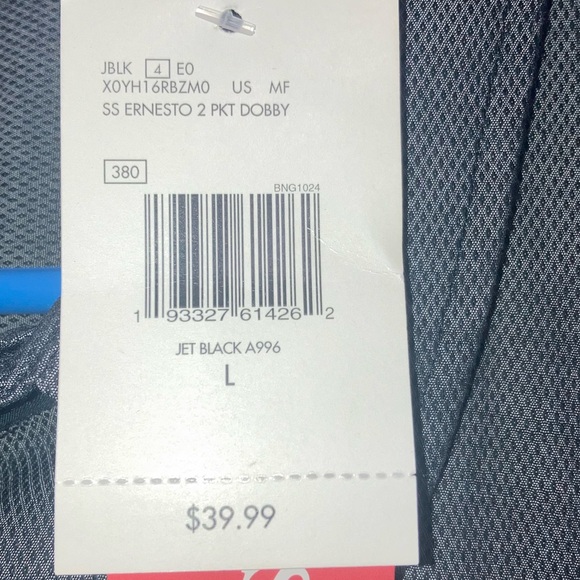 JBLK 4 E0
X0YH16RBZM0 US MF
SS ERNESTO 2 PKT DOBBY
380
BNG1024
1 93327 61426 2
JET BLACK A996
L
$39.99